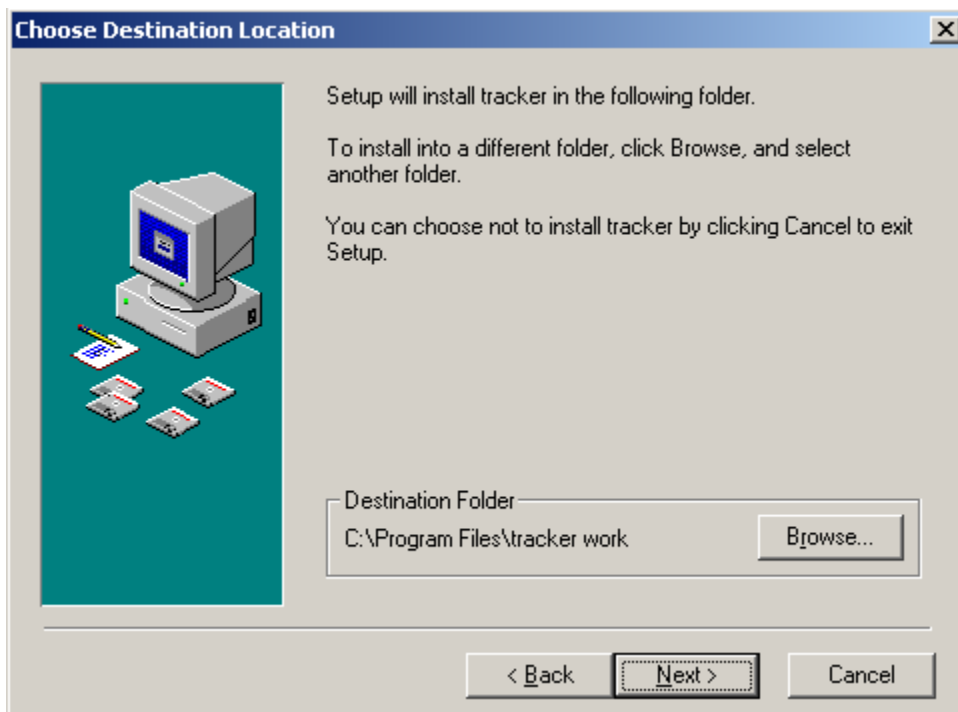 Choose Destination Location
Setup will install tracker in the following folder.
To install into a different folder, click Browse, and select
another folder.
You can choose not to install tracker by clicking Cancel to exit
Setup.
Destination Folder
C:\Program Files\tracker work
Browse...
< Back
Next >
Cancel